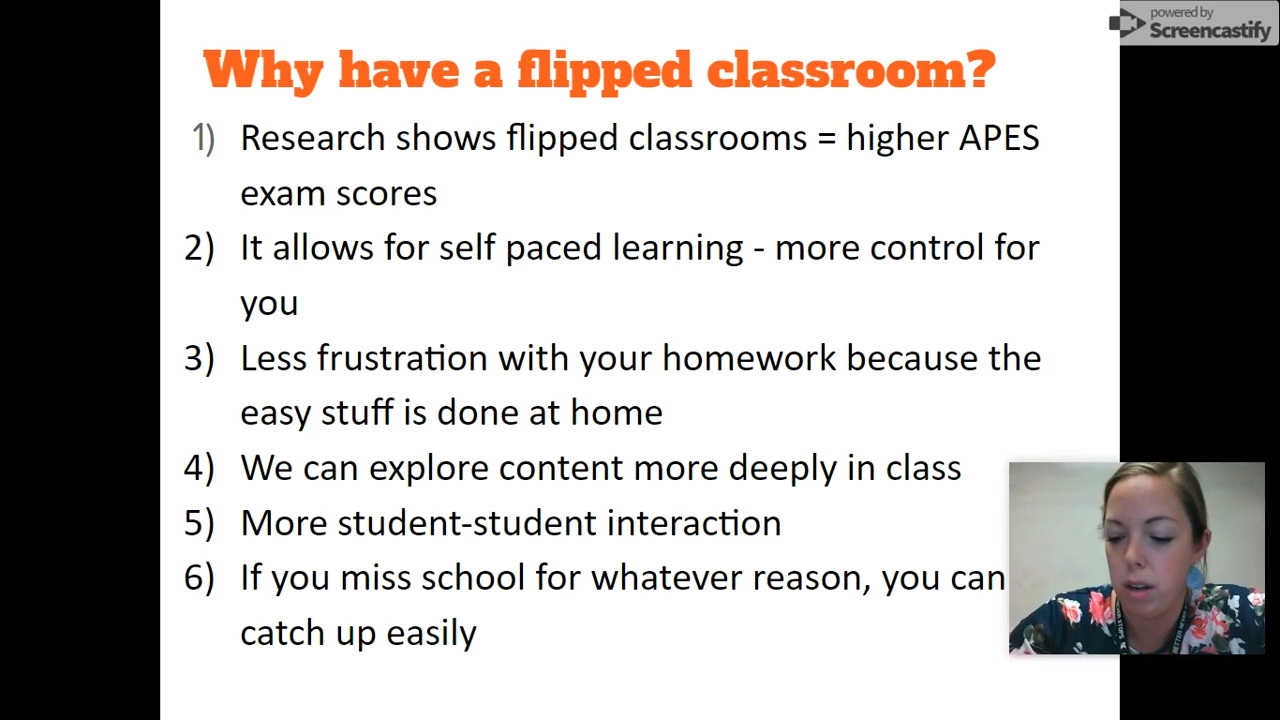 powered by
Screencastify
Why have a flipped classroom?
1) Research shows flipped classrooms = higher APES
exam scores
2) It allows for self paced learning - more control for
you
3) Less frustration with your homework because the
easy stuff is done at home
4) We can explore content more deeply in class
5) More student-student interaction
6) If you miss school for whatever reason, you can
catch up easily